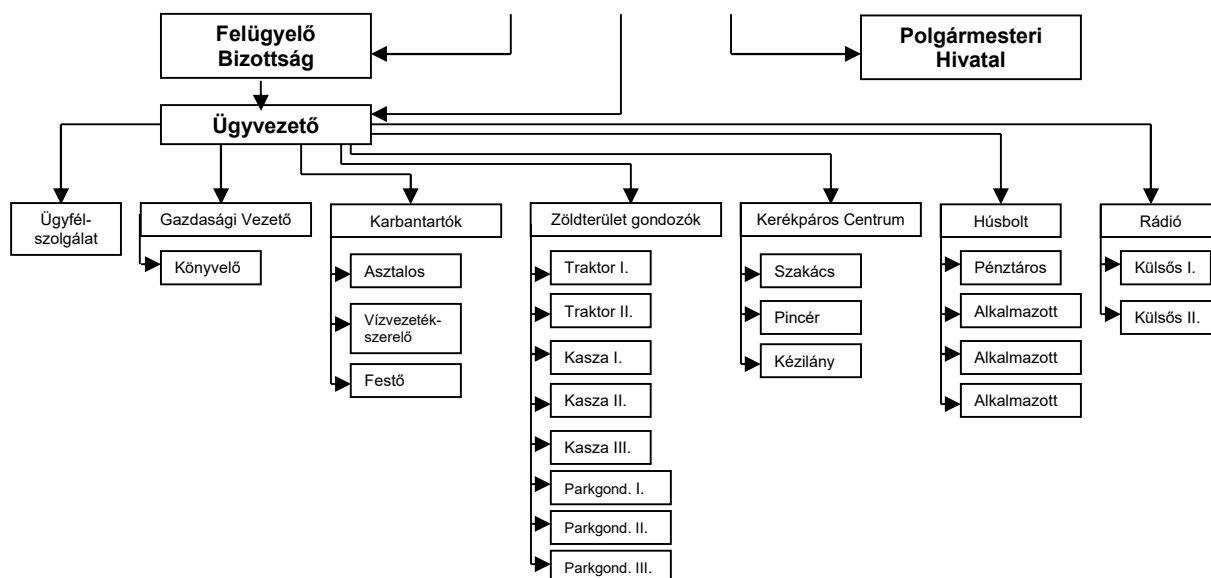 Felügyelő
Bizottság
Polgármesteri
Hivatal
Ügyvezető
Ügyfél-
szolgálat
Gazdasági Vezető
Könyvelő
Karbantartók
Asztalos
Vízvezeték-
szerelő
Festő
Zöldterület gondozók
Traktor I.
Traktor II.
Kasza I.
Kasza II.
Kasza III.
Parkgond. I.
Parkgond. II.
Parkgond. III.
Kerékpáros Centrum
Szakács
Pincér
Kézilány
Húsbolt
Pénztáros
Alkalmazott
Alkalmazott
Alkalmazott
Rádió
Külsős I.
Külsős II.